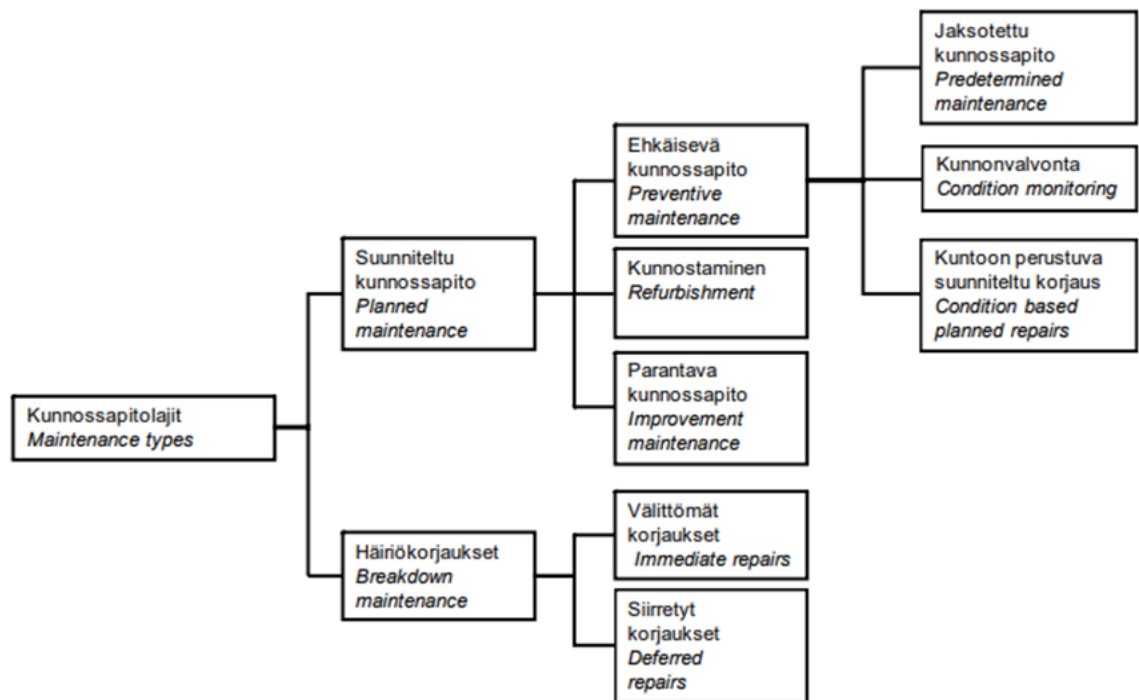 Kunnossapitolajit
Maintenance types
Suunniteltu
kunnossapito
Planned
maintenance
Häiriökorjaukset
Breakdown
maintenance
Ehkäisevä
kunnossapito
Preventive
maintenance
Kunnostaminen
Refurbishment
Parantava
kunnossapito
Improvement
maintenance
Välittömät
korjaukset
Immediate repairs
Siirretyt
korjaukset
Deferred
repairs
Jaksotettu
kunnossapito
Predetermined
maintenance
Kunnonvalvonta
Condition monitoring
Kuntoon perustuva
suunniteltu korjaus
Condition based
planned repairs